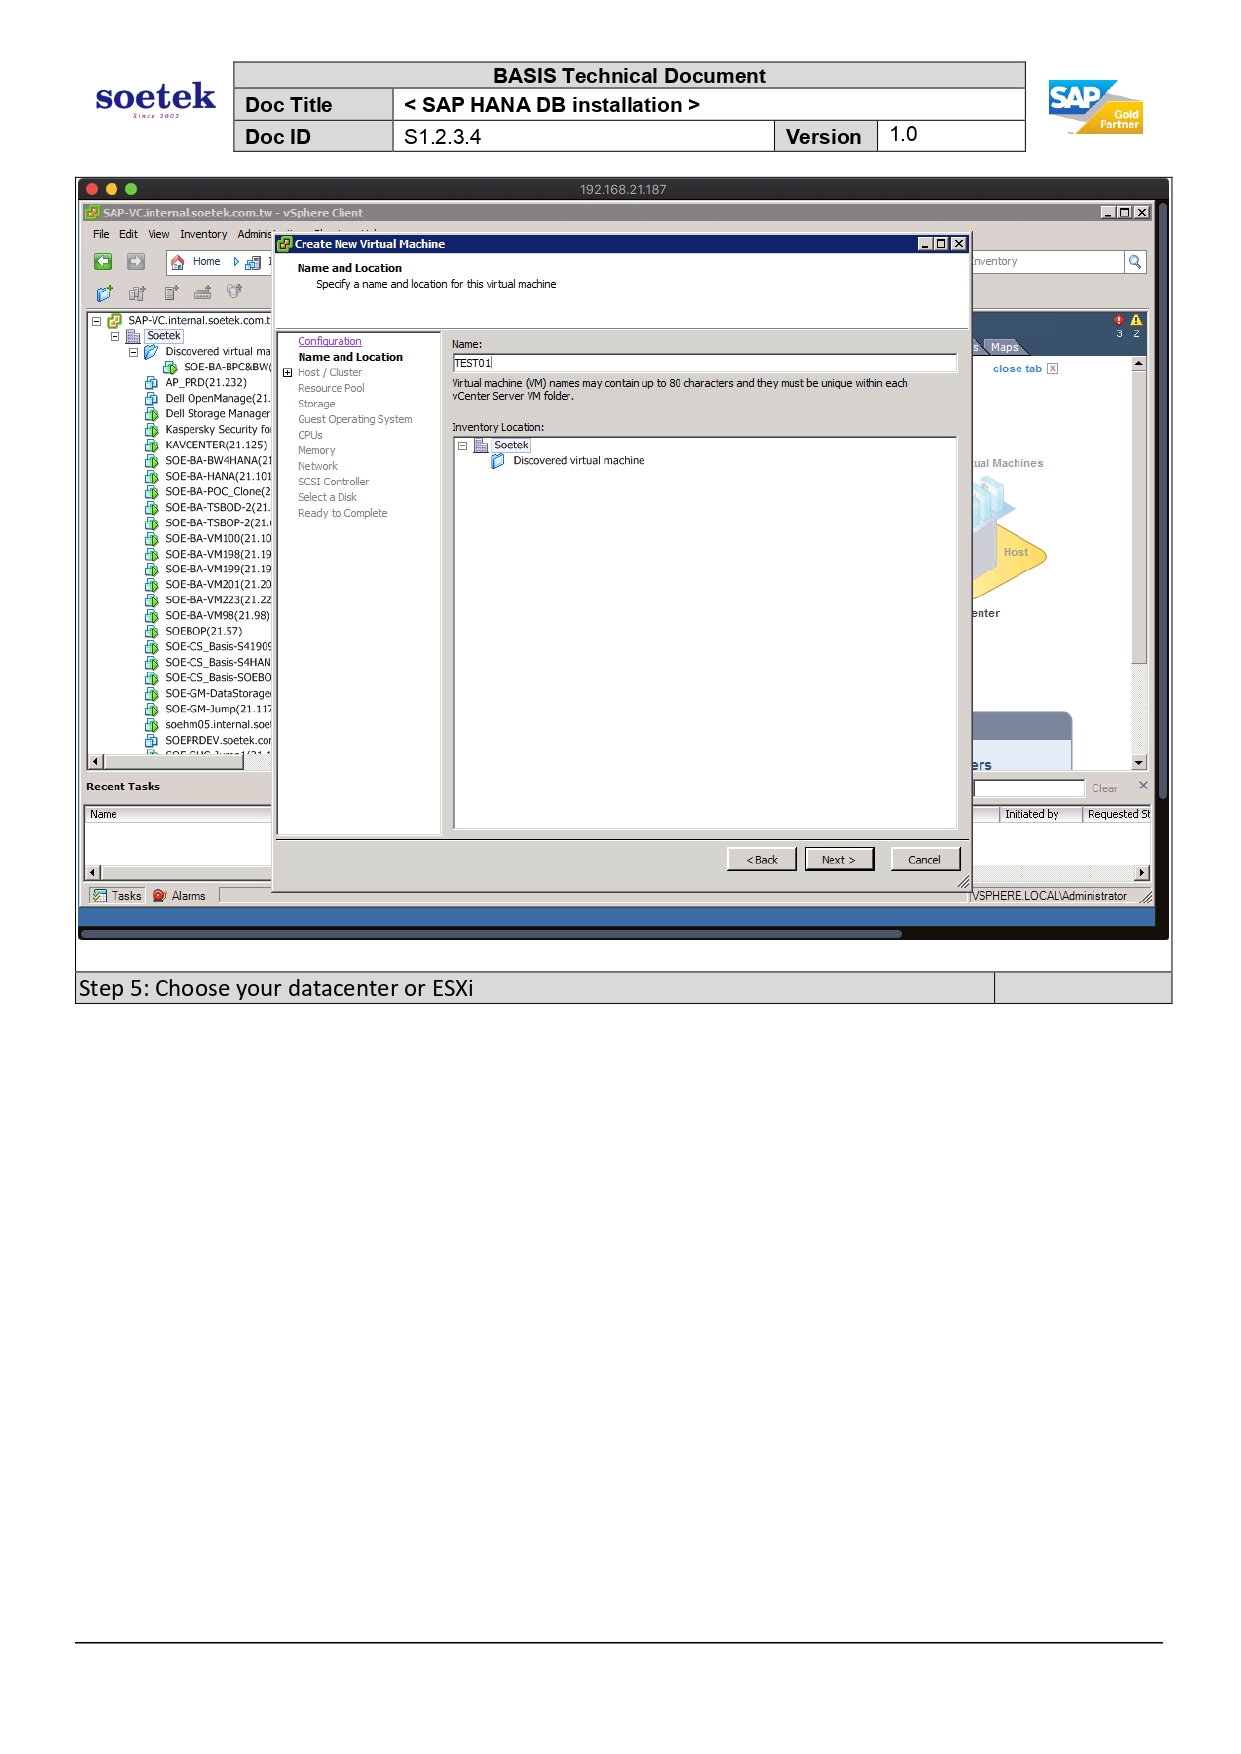 soetek
Since 2002
BASIS Technical Document
Doc Title < SAP HANA DB installation >
Doc ID S1.2.3.4 Version 1.0
SAP
Gold
Partner
192.168.21.187
SAP-VC.internal.soetek.com.tw - vSphere Client
File Edit View Inventory
Home
Create New Virtual Machine
Name and Location
Specify a name and location for this virtual machine
SAP-VC.internal.soetek.com.t
Soetek
Discovered virtual ma
SOE-BA-BPC&BW(
AP_PRD(21.232)
Dell OpenManage(21.
Dell Storage Manager
Kaspersky Security fo
KAVCENTER(21.125)
SOE-BA-BW4HANA(21
SOE-BA-HANA(21.101
SOE-BA-POC_Clone(2
SOE-BA-TSBOD-2(21.
SOE-BA-TSBOP-2(21.
SOE-BA-VM100(21.10
SOE-BA-VM198(21.19
SOE-BA-VM199(21.19
SOE-BA-VM201(21.20
SOE-BA-VM223(21.22
SOE-BA-VM98(21.98)
SOEBOP(21.57)
SOE-CS_Basis-S41909
SOE-CS_Basis-S4HAN
SOE-CS_Basis-SOEBO
SOE-GM-DataStorage
SOE-GM-Jump(21.117
soehm05.internal.soet
SOEPRDEV.soetek.cor
Configuration
Name and Location
Host / Cluster
Resource Pool
Storage
Guest Operating System
CPUs
Memory
Network
SCSI Controller
Select a Disk
Ready to Complete
Name:
TEST01
Virtual machine (VM) names may contain up to 80 characters and they must be unique within each
vCenter Server VM folder.
Inventory Location:
Soetek
Discovered virtual machine
< Back Next > Cancel
nventory
3 2
s Maps
close tab
ual Machines
Host
enter
ers
Recent Tasks
Clear
Name Initiated by Requested St
Tasks Alarms
VSPHERE.LOCAL\Administrator
Step 5: Choose your datacenter or ESXi